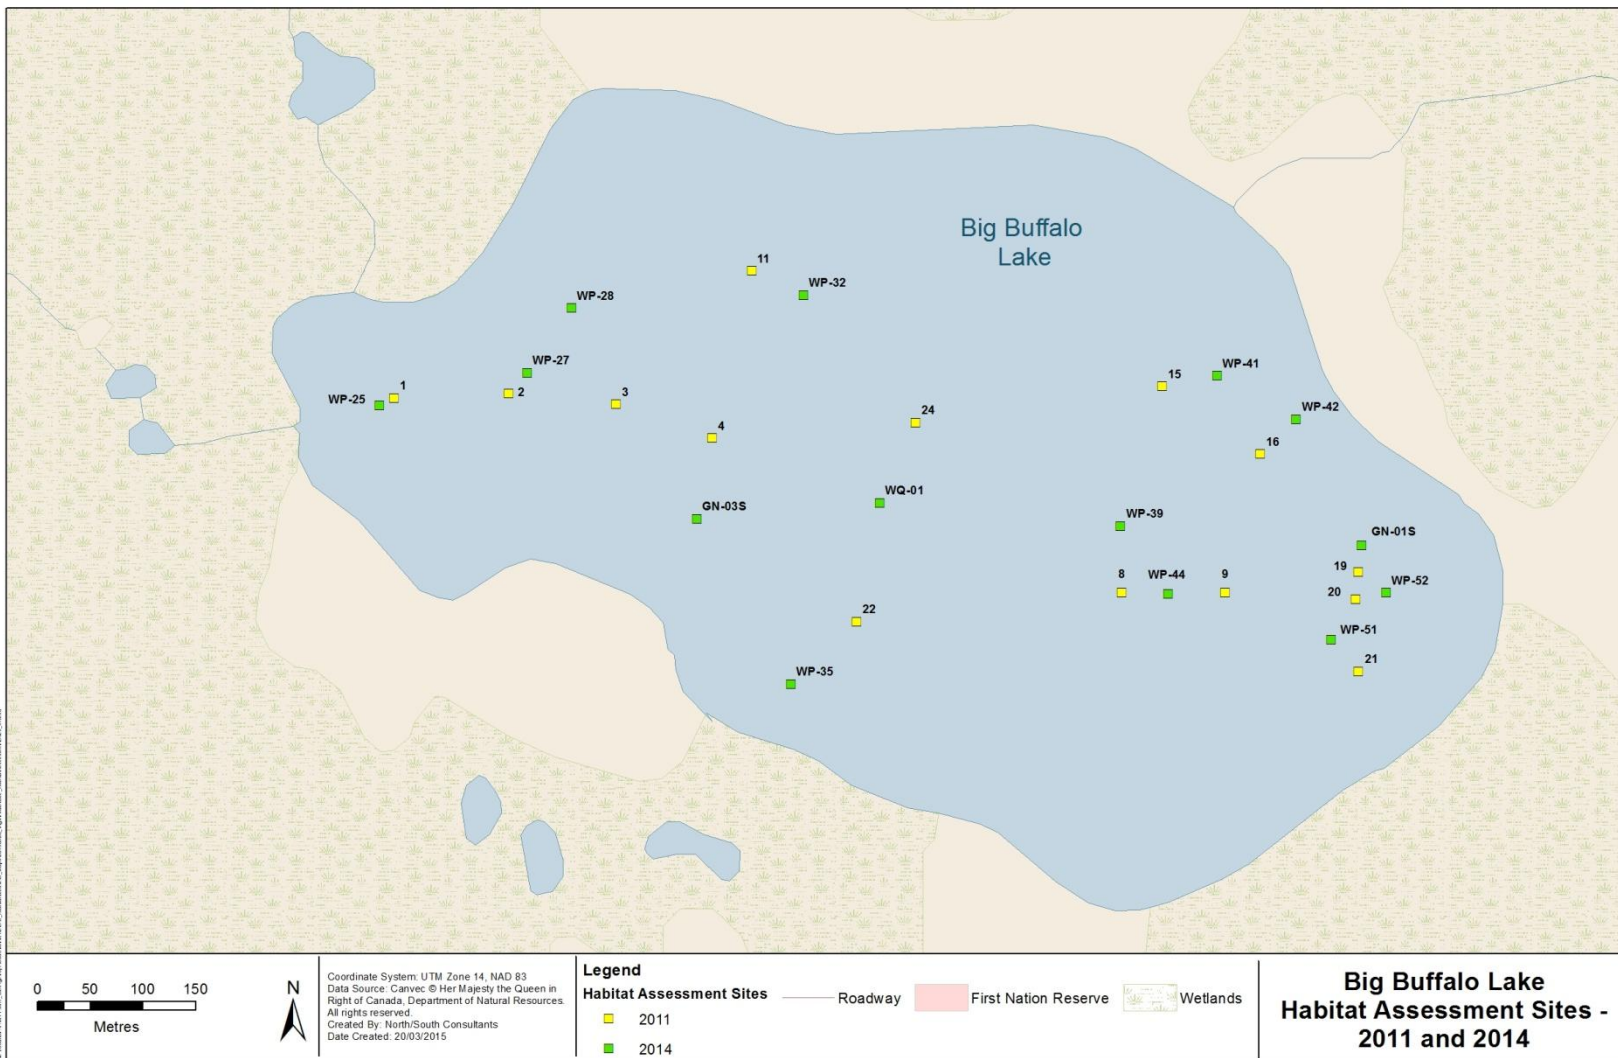 Big Buffalo
Lake
11
WP-32
WP-28
WP-27
WP-41
15
1
WP-25
2
3
WP-42
24
4
16
WQ-01
GN-03S
WP-39
GN-01S
19
8
WP-44
9
WP-52
20
22
WP-51
21
WP-35
0 50 100 150
Metres
N
Coordinate System: UTM Zone 14, NAD 83
Data Source: Canvec © Her Majesty the Queen in
Right of Canada, Department of Natural Resources.
All rights reserved.
Created By: North/South Consultants
Date Created: 20/03/2015
Legend
Habitat Assessment Sites
2011
2014
Roadway
First Nation Reserve
Wetlands
Big Buffalo Lake
Habitat Assessment Sites -
2011 and 2014